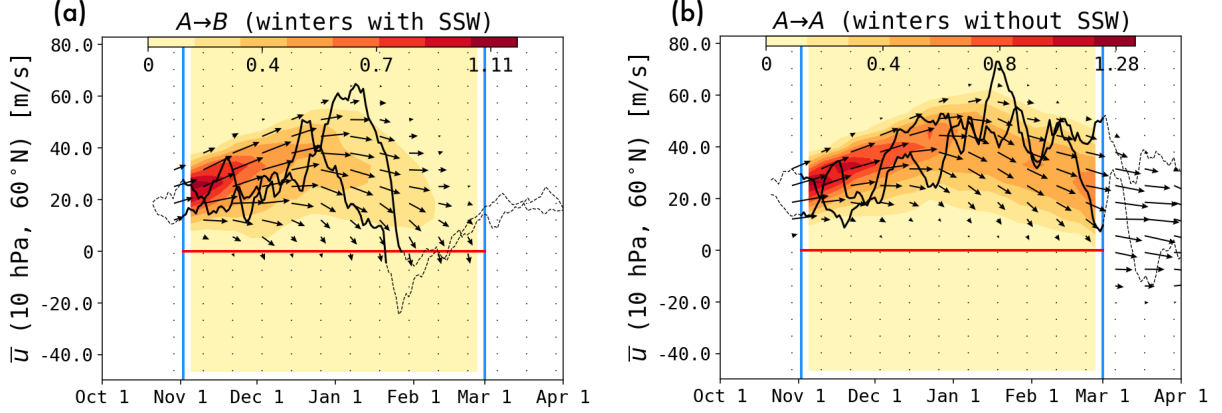 (a) A→B (winters with SSW)
0 0.4 0.7 1.11
u̅ (10 hPa, 60°N) [m/s]
80.0
60.0
40.0
20.0
0
-20.0
-40.0
Oct 1 Nov 1 Dec 1 Jan 1 Feb 1 Mar 1 Apr 1
(b) A→A (winters without SSW)
0 0.4 0.8 1.28
u̅ (10 hPa, 60°N) [m/s]
80.0
60.0
40.0
20.0
0
-20.0
-40.0
Oct 1 Nov 1 Dec 1 Jan 1 Feb 1 Mar 1 Apr 1